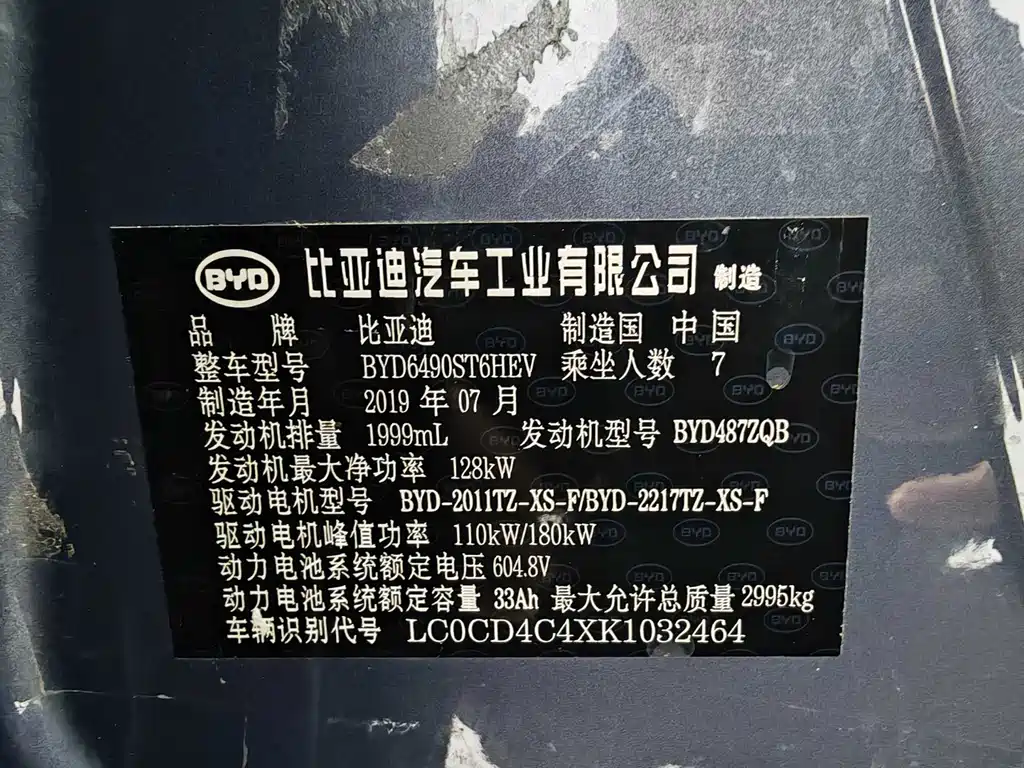 BYD 比亚迪汽车工业有限公司 制造
品 牌 比亚迪 制造国 中国
整车型号 BYD6490ST6HEV 乘坐人数 7
制造年月 2019 年 07 月
发动机排量 1999mL 发动机型号 BYD487ZQB
发动机最大净功率 128kW
驱动电机型号 BYD-2011TZ-XS-F/BYD-2217TZ-XS-F
驱动电机峰值功率 110kW/180kW
动力电池系统额定电压 604.8V
动力电池系统额定容量 33Ah 最大允许总质量 2995kg
车辆识别代号 LC0CD4C4XK1032464